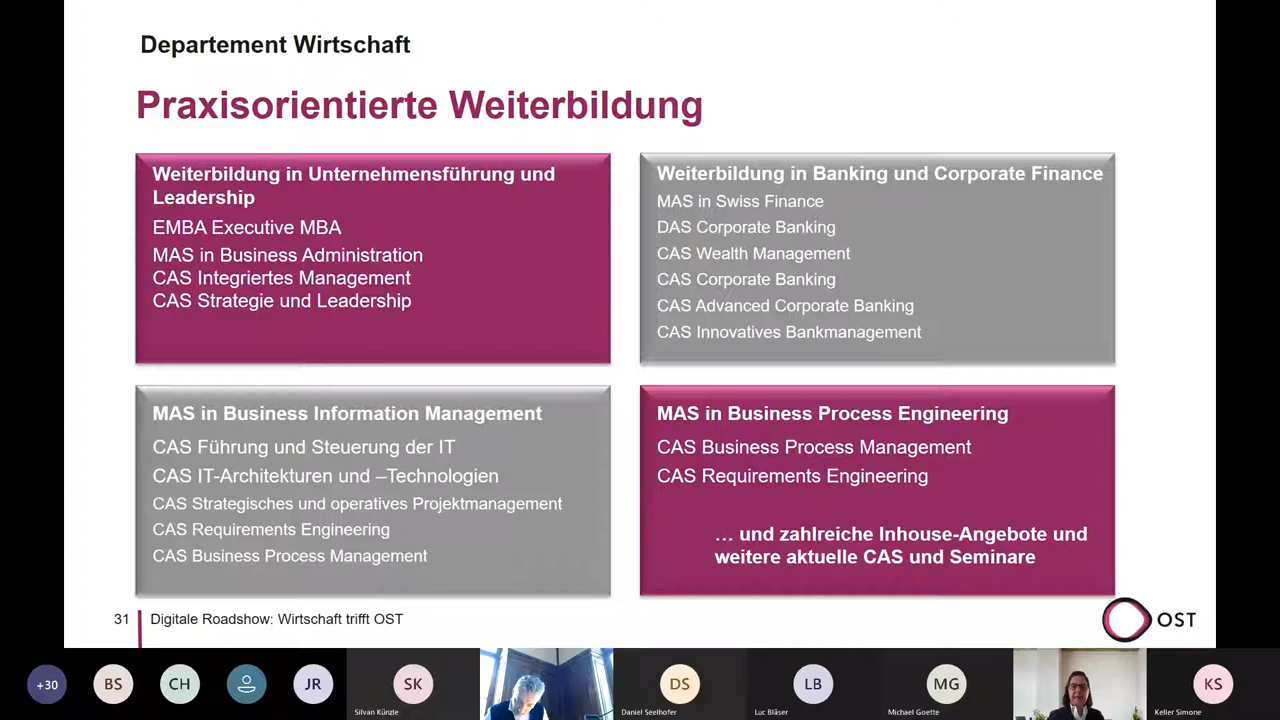 Departement Wirtschaft
Praxisorientierte Weiterbildung
Weiterbildung in Unternehmensführung und
Leadership
EMBA Executive MBA
MAS in Business Administration
CAS Integriertes Management
CAS Strategie und Leadership
Weiterbildung in Banking und Corporate Finance
MAS in Swiss Finance
DAS Corporate Banking
CAS Wealth Management
CAS Corporate Banking
CAS Advanced Corporate Banking
CAS Innovatives Bankmanagement
MAS in Business Information Management
CAS Führung und Steuerung der IT
CAS IT-Architekturen und –Technologien
CAS Strategisches und operatives Projektmanagement
CAS Requirements Engineering
CAS Business Process Management
MAS in Business Process Engineering
CAS Business Process Management
CAS Requirements Engineering
… und zahlreiche Inhouse-Angebote und
weitere aktuelle CAS und Seminare
31 Digitale Roadshow: Wirtschaft trifft OST
OST
+30 BS CH JR SK DS LB MG KS
Silvan Künzle Daniel Seelhofer Luc Bläser Michael Goette Keller Simone